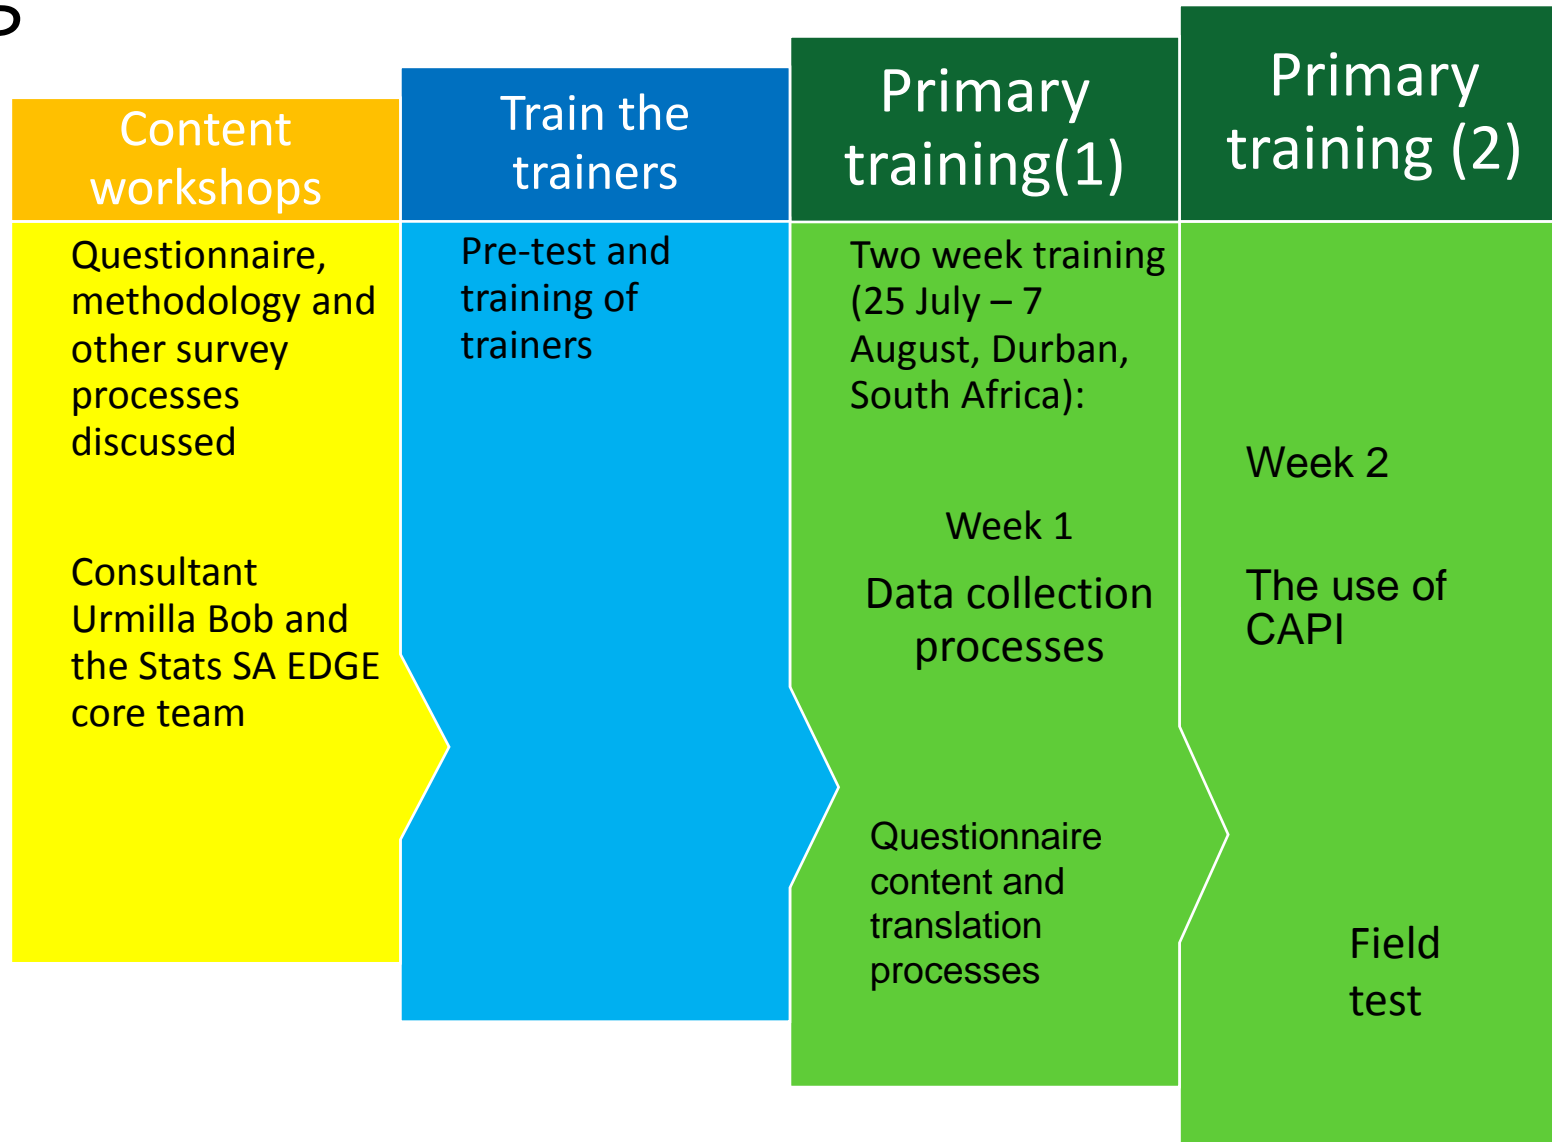 Content
workshops
Questionnaire,
methodology and
other survey
processes
discussed
Consultant
Urmilla Bob and
the Stats SA EDGE
core team
Train the
trainers
Pre-test and
training of
trainers
Primary
training(1)
Two week training
(25 July – 7
August, Durban,
South Africa):
Week 1
Data collection
processes
Questionnaire
content and
translation
processes
Primary
training (2)
Week 2
The use of
CAPI
Field
test